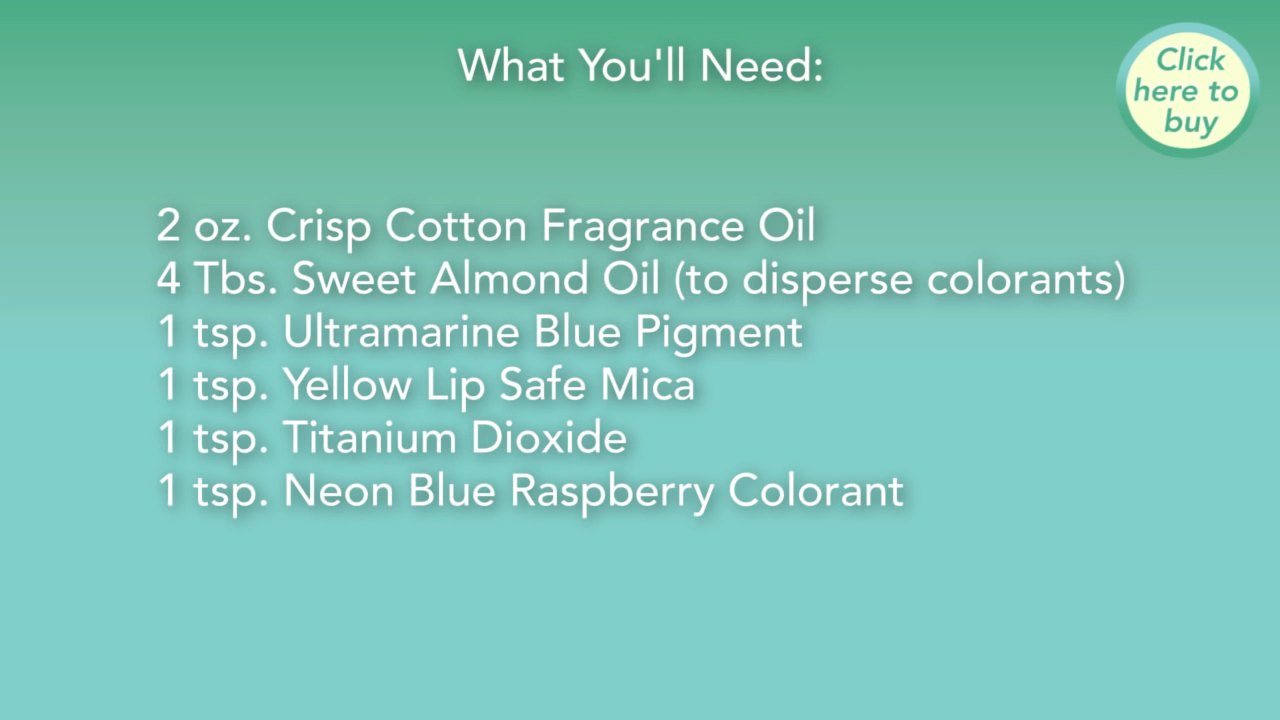 What You'll Need:
Click
here to
buy
2 oz. Crisp Cotton Fragrance Oil
4 Tbs. Sweet Almond Oil (to disperse colorants)
1 tsp. Ultramarine Blue Pigment
1 tsp. Yellow Lip Safe Mica
1 tsp. Titanium Dioxide
1 tsp. Neon Blue Raspberry Colorant